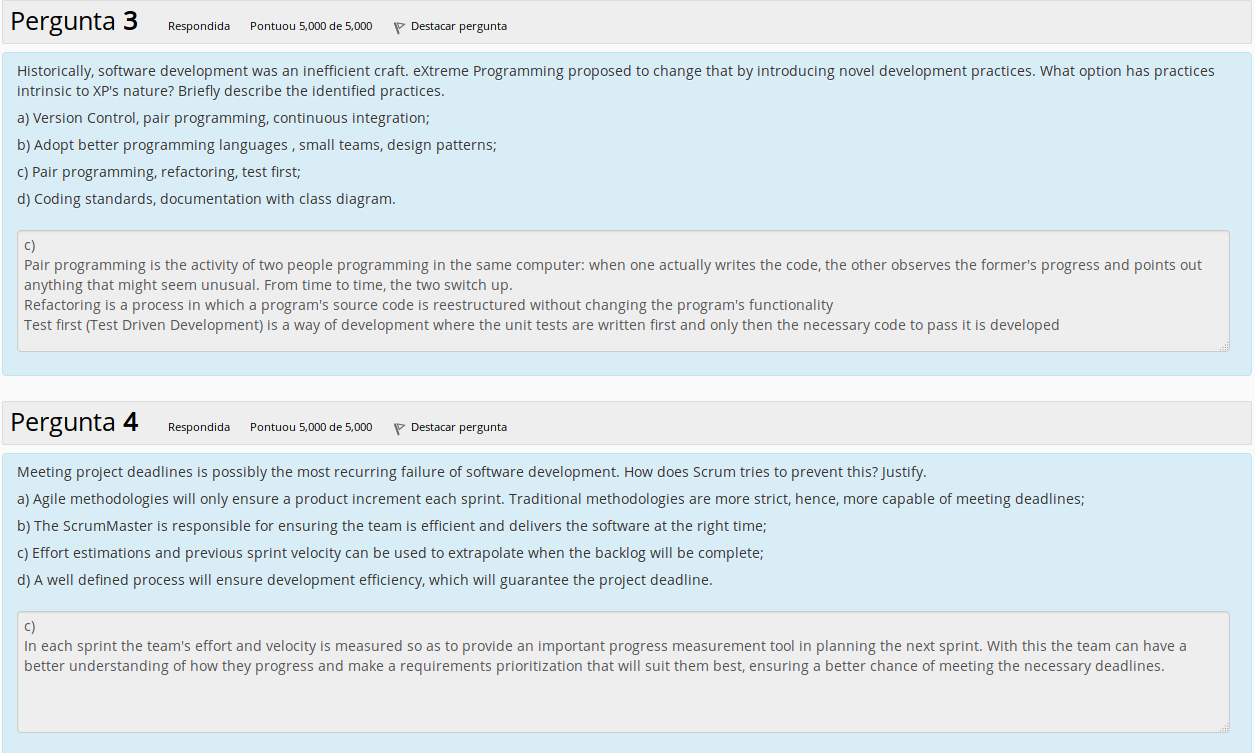 Pergunta 3 Respondida Pontuou 5,000 de 5,000 Destacar pergunta
Historically, software development was an inefficient craft. eXtreme Programming proposed to change that by introducing novel development practices. What option has practices
intrinsic to XP's nature? Briefly describe the identified practices.
a) Version Control, pair programming, continuous integration;
b) Adopt better programming languages , small teams, design patterns;
c) Pair programming, refactoring, test first;
d) Coding standards, documentation with class diagram.
c)
Pair programming is the activity of two people programming in the same computer: when one actually writes the code, the other observes the former's progress and points out
anything that might seem unusual. From time to time, the two switch up.
Refactoring is a process in which a program's source code is reestructured without changing the program's functionality
Test first (Test Driven Development) is a way of development where the unit tests are written first and only then the necessary code to pass it is developed
Pergunta 4 Respondida Pontuou 5,000 de 5,000 Destacar pergunta
Meeting project deadlines is possibly the most recurring failure of software development. How does Scrum tries to prevent this? Justify.
a) Agile methodologies will only ensure a product increment each sprint. Traditional methodologies are more strict, hence, more capable of meeting deadlines;
b) The ScrumMaster is responsible for ensuring the team is efficient and delivers the software at the right time;
c) Effort estimations and previous sprint velocity can be used to extrapolate when the backlog will be complete;
d) A well defined process will ensure development efficiency, which will guarantee the project deadline.
c)
In each sprint the team's effort and velocity is measured so as to provide an important progress measurement tool in planning the next sprint. With this the team can have a
better understanding of how they progress and make a requirements prioritization that will suit them best, ensuring a better chance of meeting the necessary deadlines.